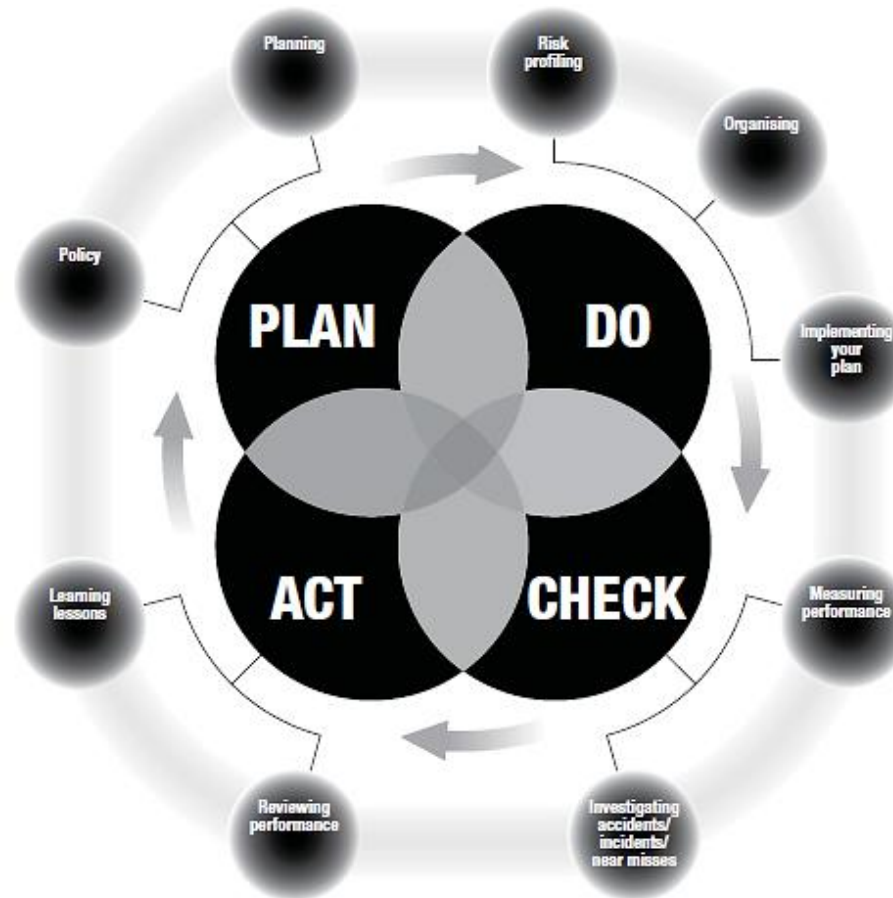 Planning
Risk
profiling
Organising
Policy
PLAN
DO
Implementing
your
plan
ACT
CHECK
Learning
lessons
Measuring
performance
Reviewing
performance
Investigating
accidents/
incidents/
near misses